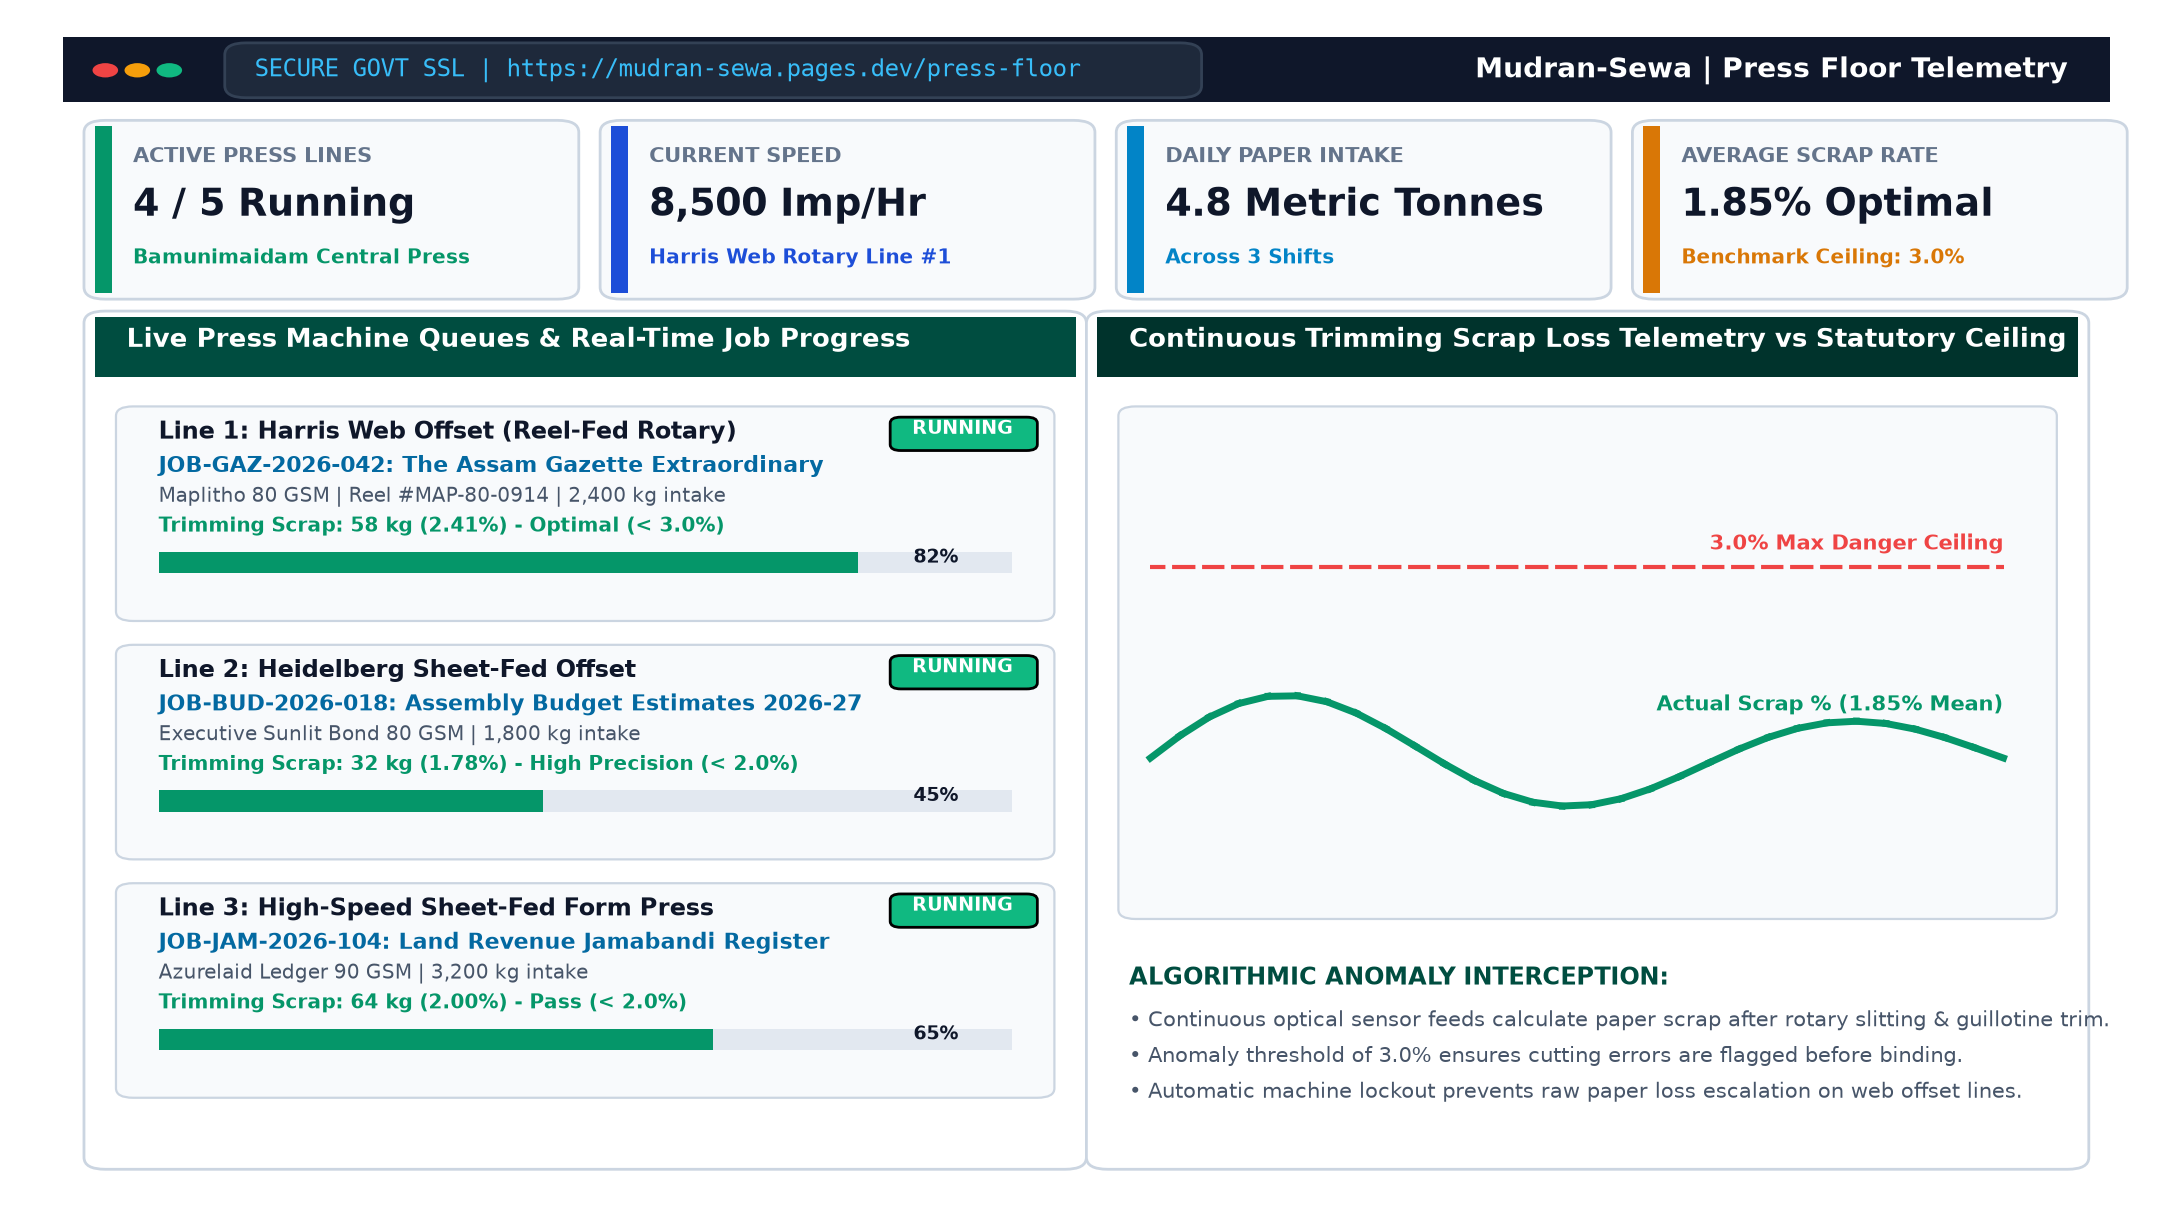 SECURE GOVT SSL | https://mudran-sewa.pages.dev/press-floor
Mudran-Sewa | Press Floor Telemetry
ACTIVE PRESS LINES
4 / 5 Running
Bamunimaidam Central Press
CURRENT SPEED
8,500 Imp/Hr
Harris Web Rotary Line #1
DAILY PAPER INTAKE
4.8 Metric Tonnes
Across 3 Shifts
AVERAGE SCRAP RATE
1.85% Optimal
Benchmark Ceiling: 3.0%
Live Press Machine Queues & Real-Time Job Progress
Line 1: Harris Web Offset (Reel-Fed Rotary)
RUNNING
JOB-GAZ-2026-042: The Assam Gazette Extraordinary
Maplitho 80 GSM | Reel #MAP-80-0914 | 2,400 kg intake
Trimming Scrap: 58 kg (2.41%) - Optimal (< 3.0%)
82%
Line 2: Heidelberg Sheet-Fed Offset
RUNNING
JOB-BUD-2026-018: Assembly Budget Estimates 2026-27
Executive Sunlit Bond 80 GSM | 1,800 kg intake
Trimming Scrap: 32 kg (1.78%) - High Precision (< 2.0%)
45%
Line 3: High-Speed Sheet-Fed Form Press
RUNNING
JOB-JAM-2026-104: Land Revenue Jamabandi Register
Azurelaid Ledger 90 GSM | 3,200 kg intake
Trimming Scrap: 64 kg (2.00%) - Pass (< 2.0%)
65%
Continuous Trimming Scrap Loss Telemetry vs Statutory Ceiling
3.0% Max Danger Ceiling
Actual Scrap % (1.85% Mean)
ALGORITHMIC ANOMALY INTERCEPTION:
• Continuous optical sensor feeds calculate paper scrap after rotary slitting & guillotine trim.
• Anomaly threshold of 3.0% ensures cutting errors are flagged before binding.
• Automatic machine lockout prevents raw paper loss escalation on web offset lines.